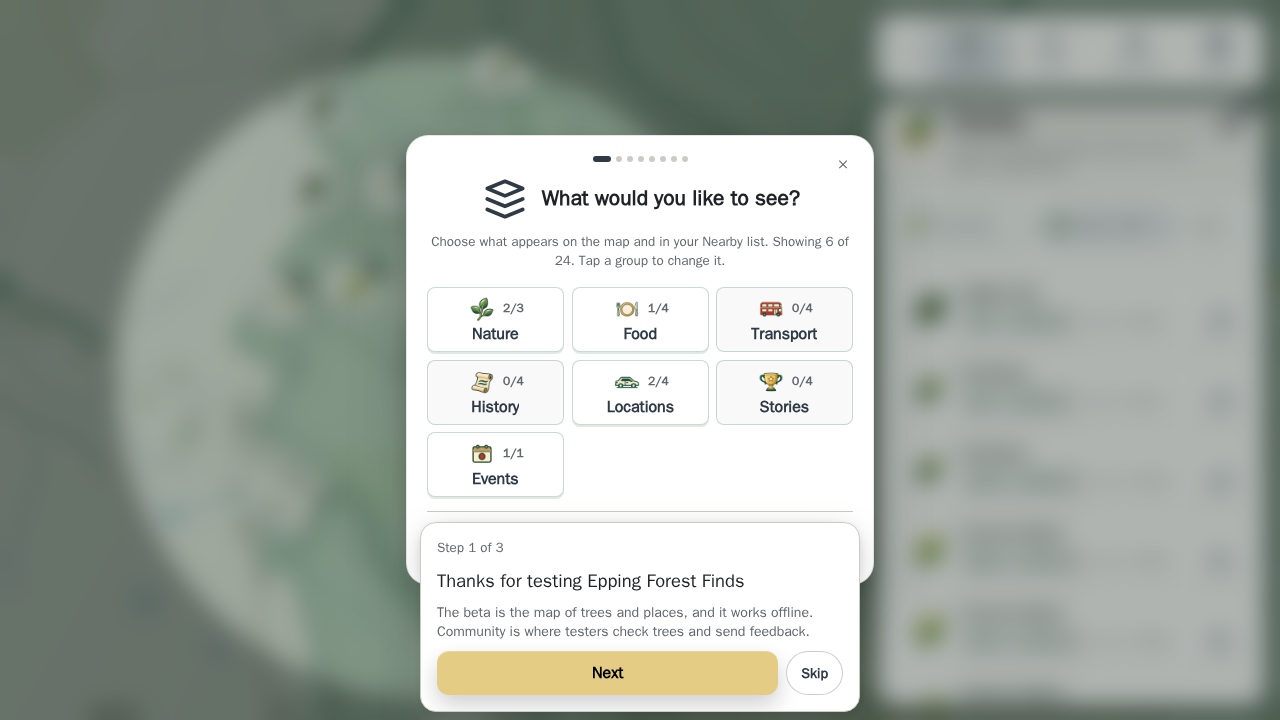 What would you like to see?
Choose what appears on the map and in your Nearby list. Showing 6 of
24. Tap a group to change it.
2/3
Nature
1/4
Food
0/4
Transport
0/4
History
2/4
Locations
0/4
Stories
1/1
Events
Step 1 of 3
Thanks for testing Epping Forest Finds
The beta is the map of trees and places, and it works offline.
Community is where testers check trees and send feedback.
Next
Skip